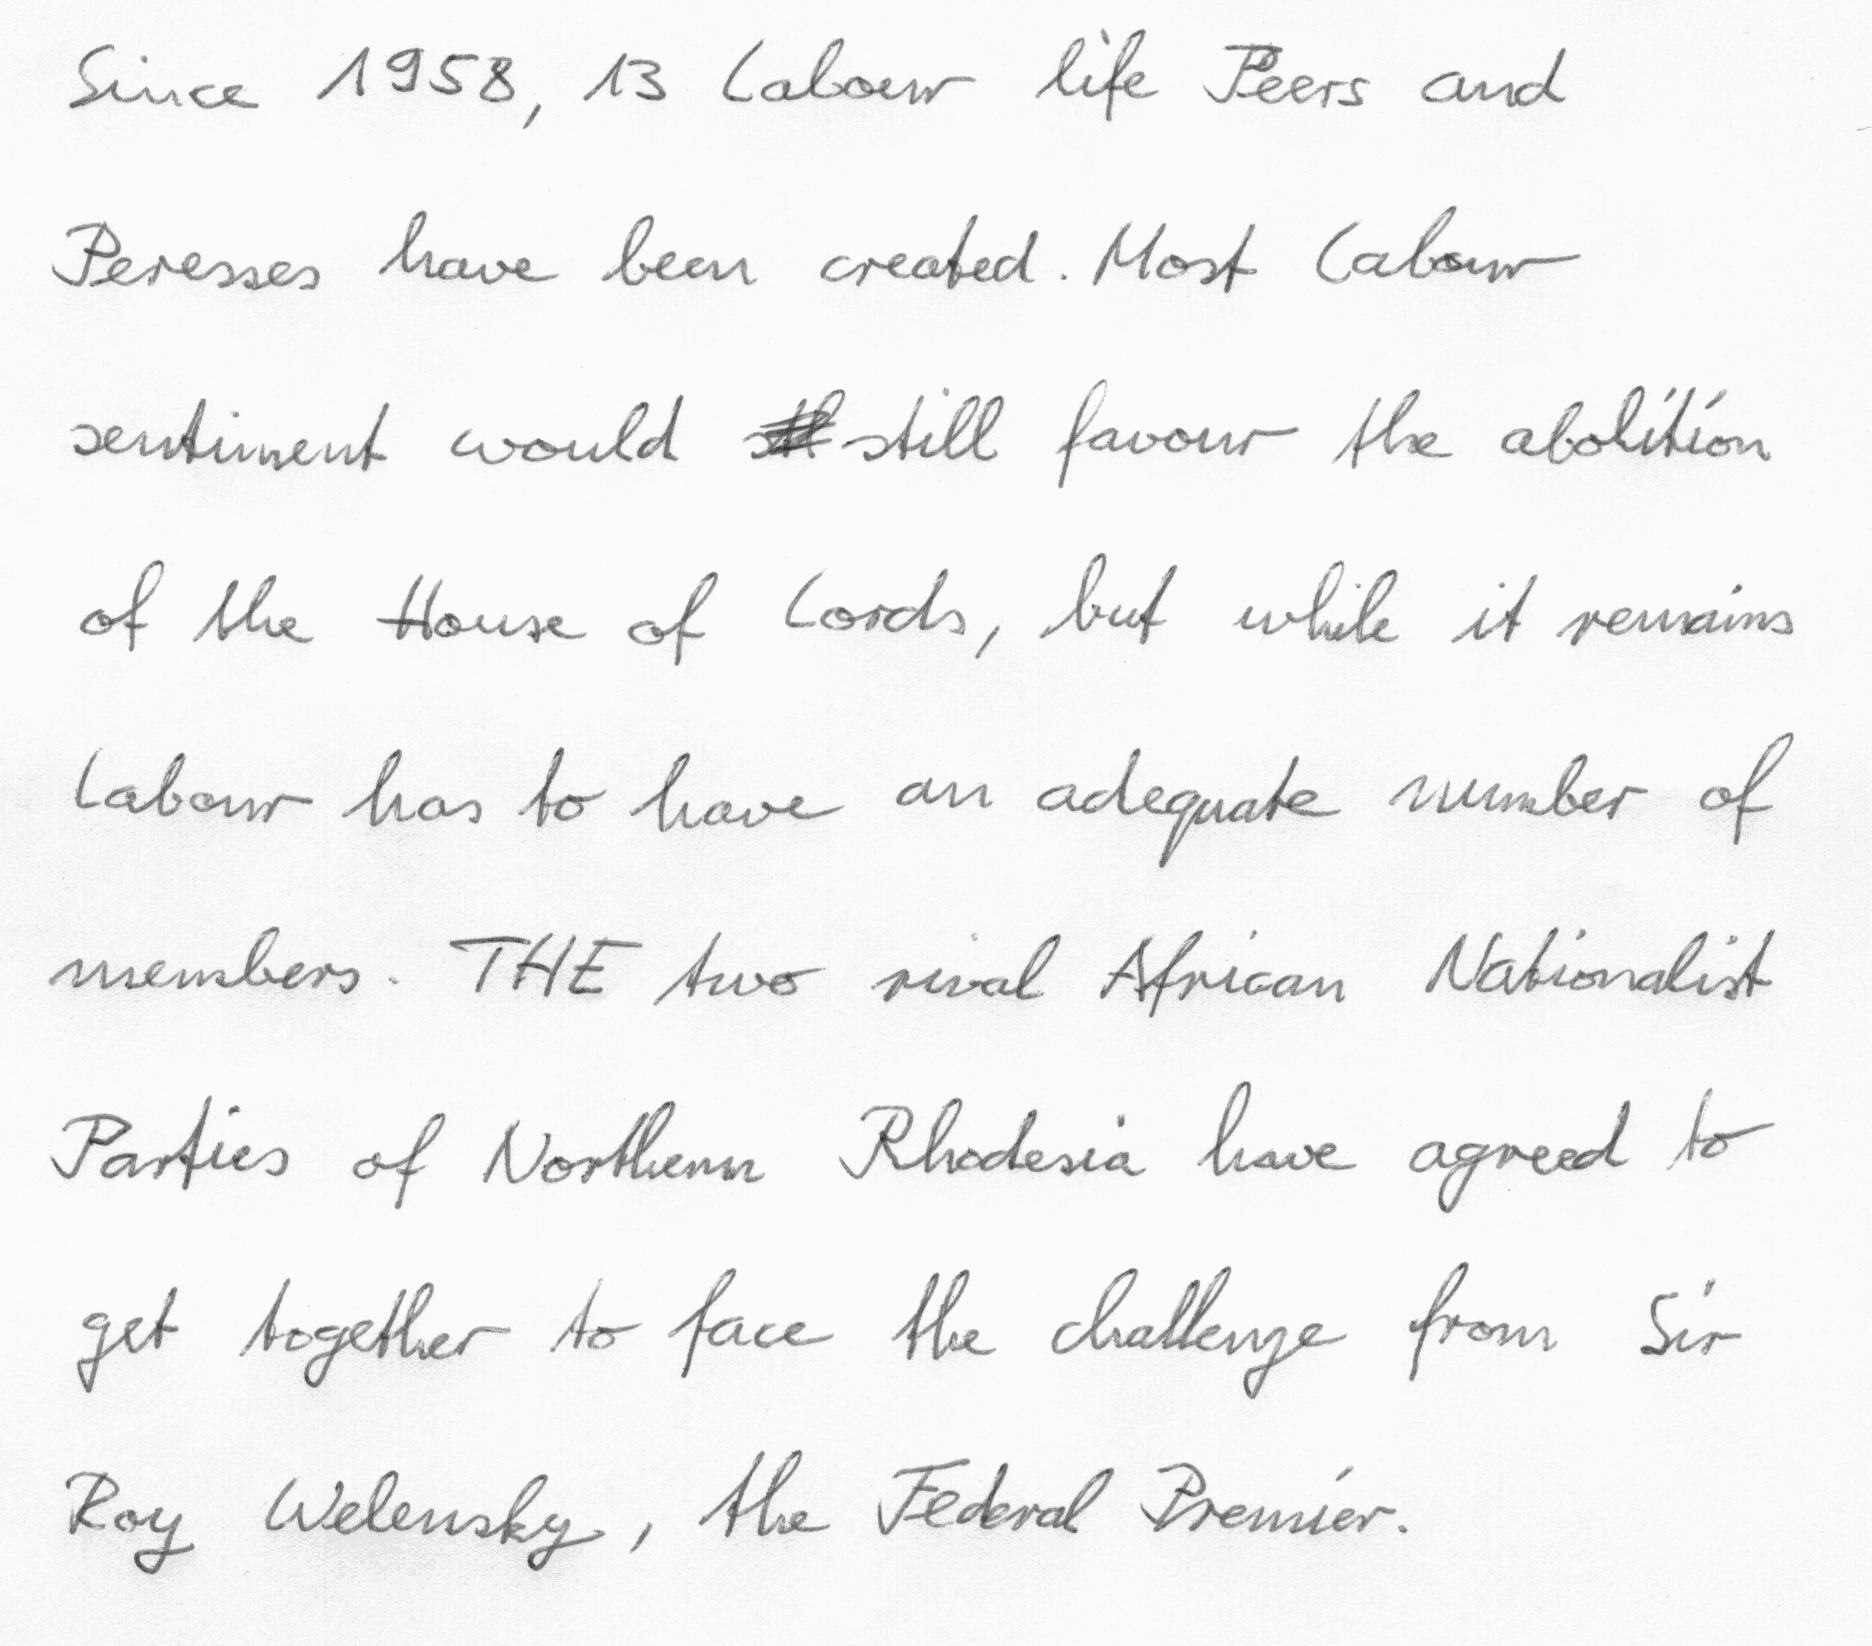 Since 1958, 13 Labour life Peers and
Peresses have been created. Most Labour
sentiment would still favour the abolition
of the House of Lords, but while it remains
Labour has to have an adequate number of
members. THE two rival African Nationalist
Parties of Northern Rhodesia have agreed to
get together to face the challenge from Sir
Roy Welensky, the Federal Premier.